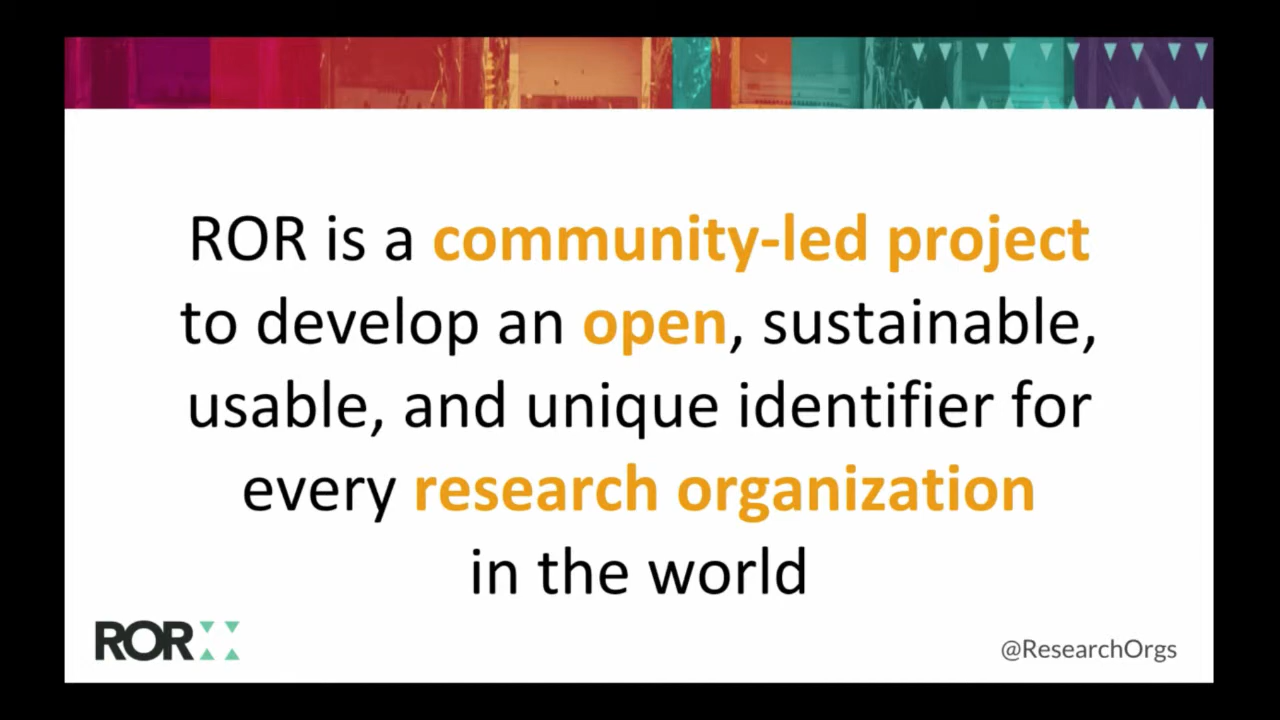 ROR is a community-led project
to develop an open, sustainable,
usable, and unique identifier for
every research organization
in the world
ROR
@ResearchOrgs